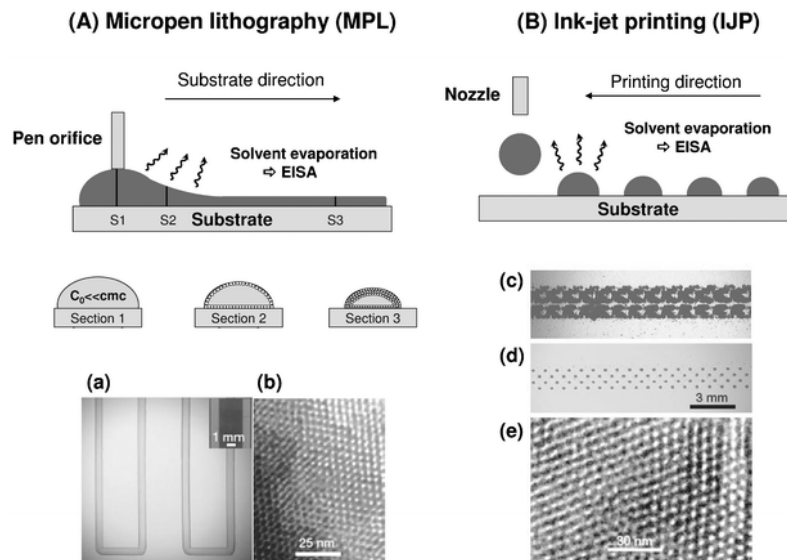 (A) Micropen lithography (MPL)
Substrate direction
Pen orifice
Solvent evaporation
⇨ EISA
S1 S2 Substrate S3
C₀<<cmc
Section 1 Section 2 Section 3
(a)
1 mm
(b)
25 nm
(B) Ink-jet printing (IJP)
Printing direction
Nozzle
Solvent evaporation
⇨ EISA
Substrate
(c)
(d)
3 mm
(e)
30 nm